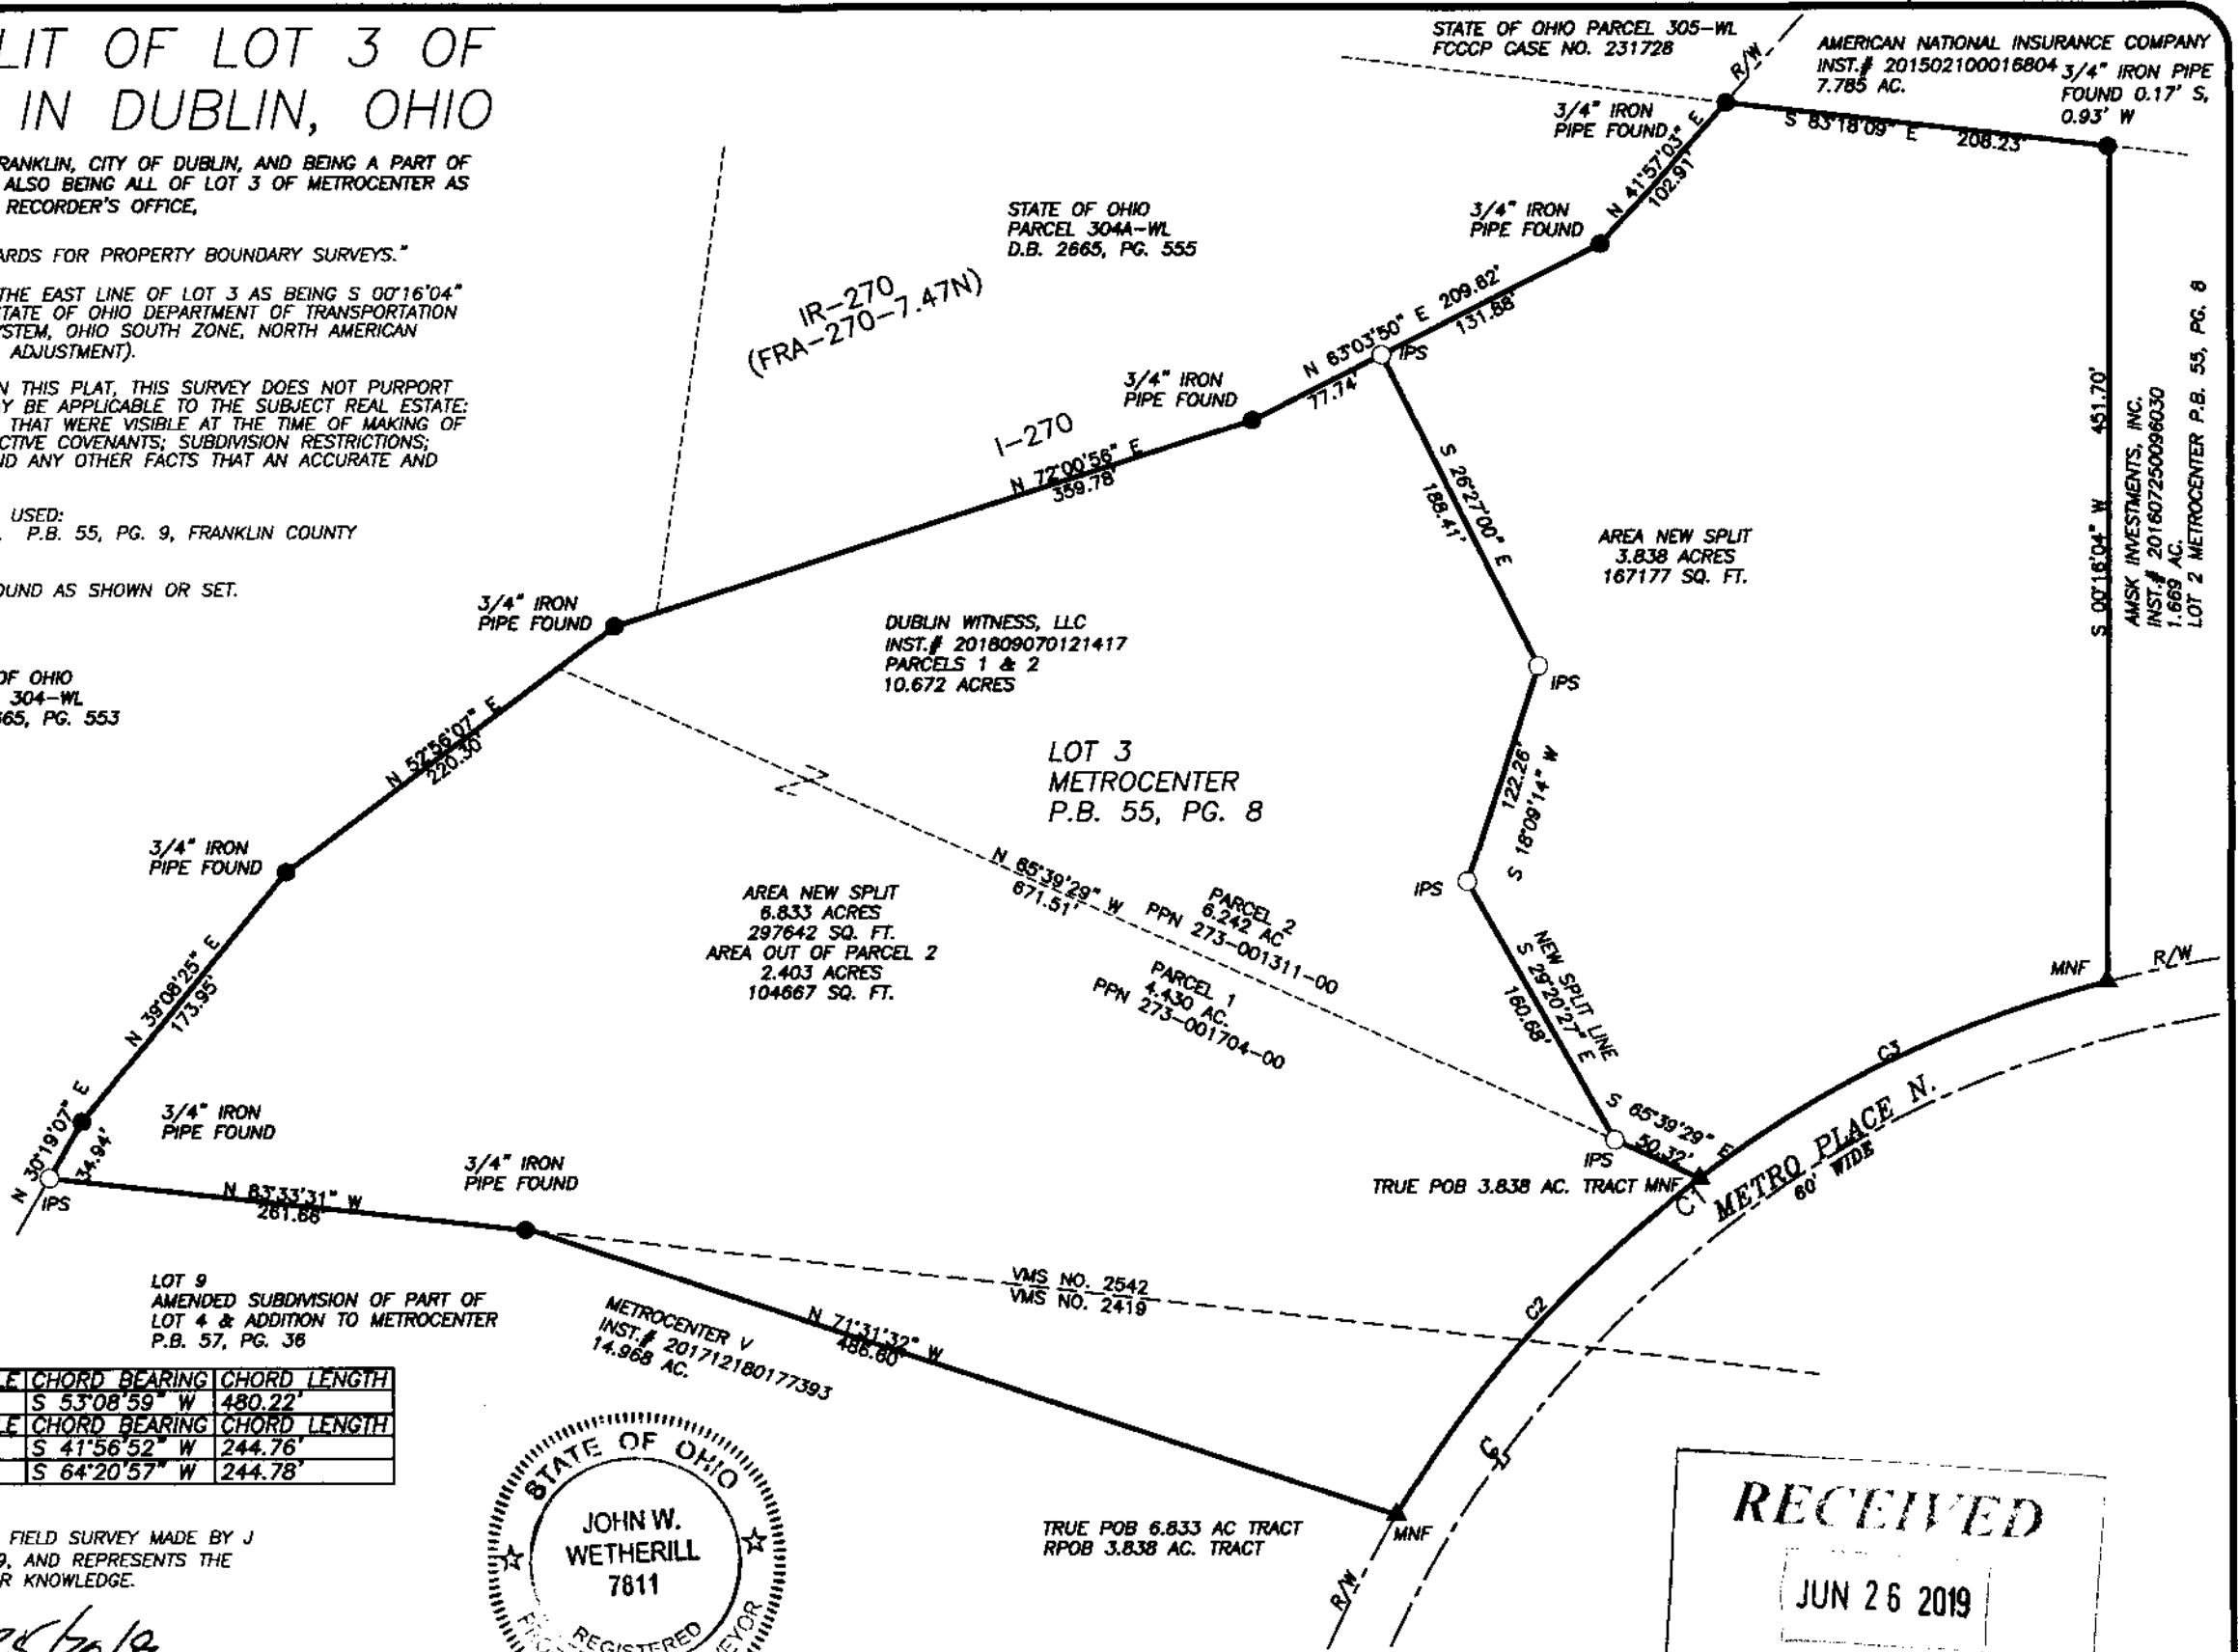 LIT OF LOT 3 OF
IN DUBLIN, OHIO
RANKLIN, CITY OF DUBLIN, AND BEING A PART OF
ALSO BEING ALL OF LOT 3 OF METROCENTER AS
RECORDER'S OFFICE,
ARDS FOR PROPERTY BOUNDARY SURVEYS."
THE EAST LINE OF LOT 3 AS BEING S 00°16'04"
TATE OF OHIO DEPARTMENT OF TRANSPORTATION
YSTEM, OHIO SOUTH ZONE, NORTH AMERICAN
ADJUSTMENT).
N THIS PLAT, THIS SURVEY DOES NOT PURPORT
Y BE APPLICABLE TO THE SUBJECT REAL ESTATE:
THAT WERE VISIBLE AT THE TIME OF MAKING OF
CTIVE COVENANTS; SUBDIVISION RESTRICTIONS;
ND ANY OTHER FACTS THAT AN ACCURATE AND
USED:
P.B. 55, PG. 9, FRANKLIN COUNTY
OUND AS SHOWN OR SET.
OF OHIO
304-WL
665, PG. 553
STATE OF OHIO PARCEL 305-WL
FCCCP CASE NO. 231728
R/W
AMERICAN NATIONAL INSURANCE COMPANY
INST.# 201502100016804
7.785 AC.
3/4" IRON PIPE
FOUND 0.17' S,
0.93' W
3/4" IRON
PIPE FOUND
S 83°18'09" E 208.23'
N 41°57'03" E
102.91'
3/4" IRON
PIPE FOUND
STATE OF OHIO
PARCEL 304A-WL
D.B. 2665, PG. 555
IR-270
(FRA-270-7.47N)
I-270
N 63°03'50" E 209.62'
131.88'
77.74'
IPS
3/4" IRON
PIPE FOUND
N 72°00'56" E
359.78'
S 26°27'00" E
188.41'
AREA NEW SPLIT
3.838 ACRES
167177 SQ. FT.
S 00°16'04" W 451.70'
AMSK INVESTMENTS, INC.
INST.# 201607250096030
1.669 AC.
LOT 2 METROCENTER P.B. 55, PG. 8
3/4" IRON
PIPE FOUND
DUBLIN WITNESS, LLC
INST.# 201809070121417
PARCELS 1 & 2
10.672 ACRES
IPS
N 52°56'07" E
220.30'
LOT 3
METROCENTER
P.B. 55, PG. 8
122.26'
S 18°09'14" W
IPS
3/4" IRON
PIPE FOUND
AREA NEW SPLIT
6.833 ACRES
297642 SQ. FT.
AREA OUT OF PARCEL 2
2.403 ACRES
104667 SQ. FT.
N 65°39'29" W
671.51'
PARCEL 2
6.242 AC
PPN 273-001311-00
PARCEL 1
4.430 AC.
PPN 273-001704-00
NEW SPLIT LINE
S 29°20'27" E
160.68'
MNF
R/W
N 39°08'25" E
173.95'
C3
S 65°39'29" E
50.32'
IPS
METRO PLACE N.
60' WIDE
C1
TRUE POB 3.838 AC. TRACT MNF
N 30°19'07" E
34.94'
3/4" IRON
PIPE FOUND
IPS
N 83°33'31" W
261.66'
3/4" IRON
PIPE FOUND
VMS NO. 2542
VMS NO. 2419
C2
LOT 9
AMENDED SUBDIVISION OF PART OF
LOT 4 & ADDITION TO METROCENTER
P.B. 57, PG. 36
METROCENTER V
INST.# 201712180177393
14.968 AC.
N 71°31'32" W
486.60'
E CHORD BEARING CHORD LENGTH
S 53°08'59" W 480.22'
E CHORD BEARING CHORD LENGTH
S 41°56'52" W 244.76'
S 64°20'57" W 244.78'
TRUE POB 6.833 AC TRACT
RPOB 3.838 AC. TRACT
MNF
R/W
FIELD SURVEY MADE BY J
9, AND REPRESENTS THE
R KNOWLEDGE.
STATE OF OHIO
JOHN W.
WETHERILL
7811
REGISTERED
RECEIVED
JUN 26 2019